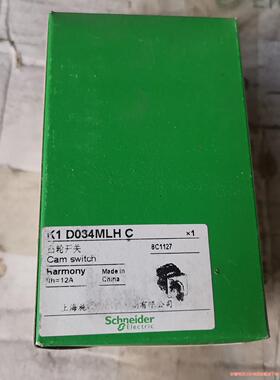 K1 D034MLH C
×1
凸轮开关
8C1127
Cam switch
Harmony
Made in
China
Ith=12A
上海施
有限公司
Schneider
Electric